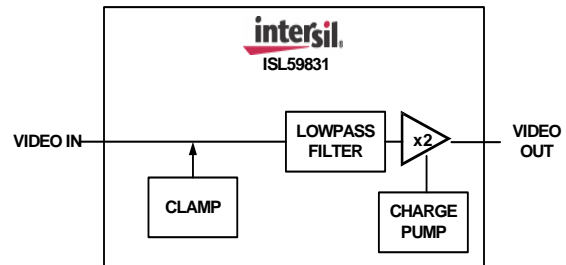 intersil®
ISL59831
VIDEO IN
LOWPASS
FILTER
x2
VIDEO
OUT
CLAMP
CHARGE
PUMP